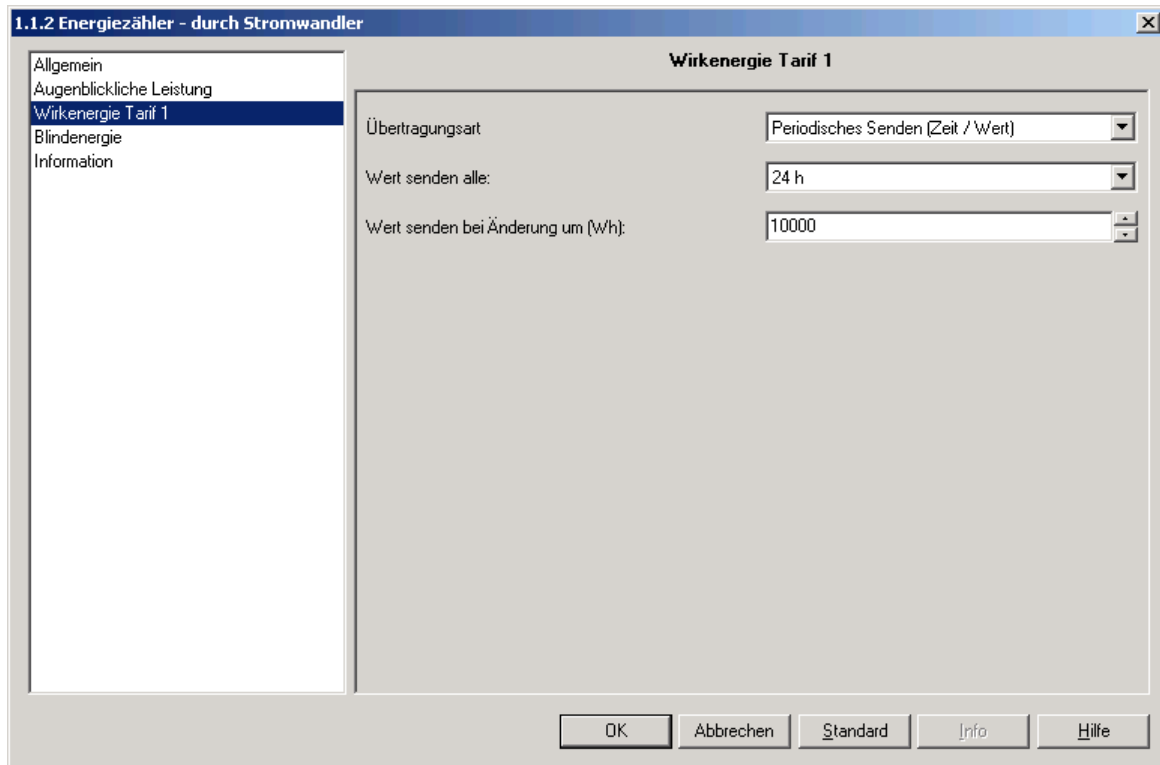 1.1.2 Energiezähler - durch Stromwandler
Allgemein
Augenblickliche Leistung
Wirkenergie Tarif 1
Blindenergie
Information
Wirkenergie Tarif 1
Übertragungsart
Periodisches Senden (Zeit / Wert)
Wert senden alle:
24 h
Wert senden bei Änderung um (Wh):
10000
OK
Abbrechen
Standard
Info
Hilfe